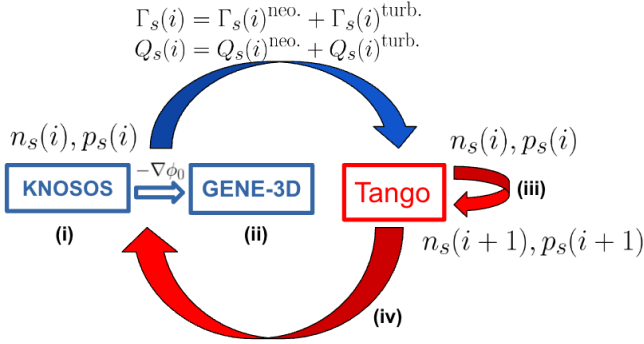 Γₛ(i) = Γₛ(i)^neo. + Γₛ(i)^turb.
Qₛ(i) = Qₛ(i)^neo. + Qₛ(i)^turb.
nₛ(i), pₛ(i)
nₛ(i), pₛ(i)
KNOSOS
−∇ϕ₀
GENE-3D
Tango
(iii)
(i)
(ii)
nₛ(i + 1), pₛ(i + 1)
(iv)